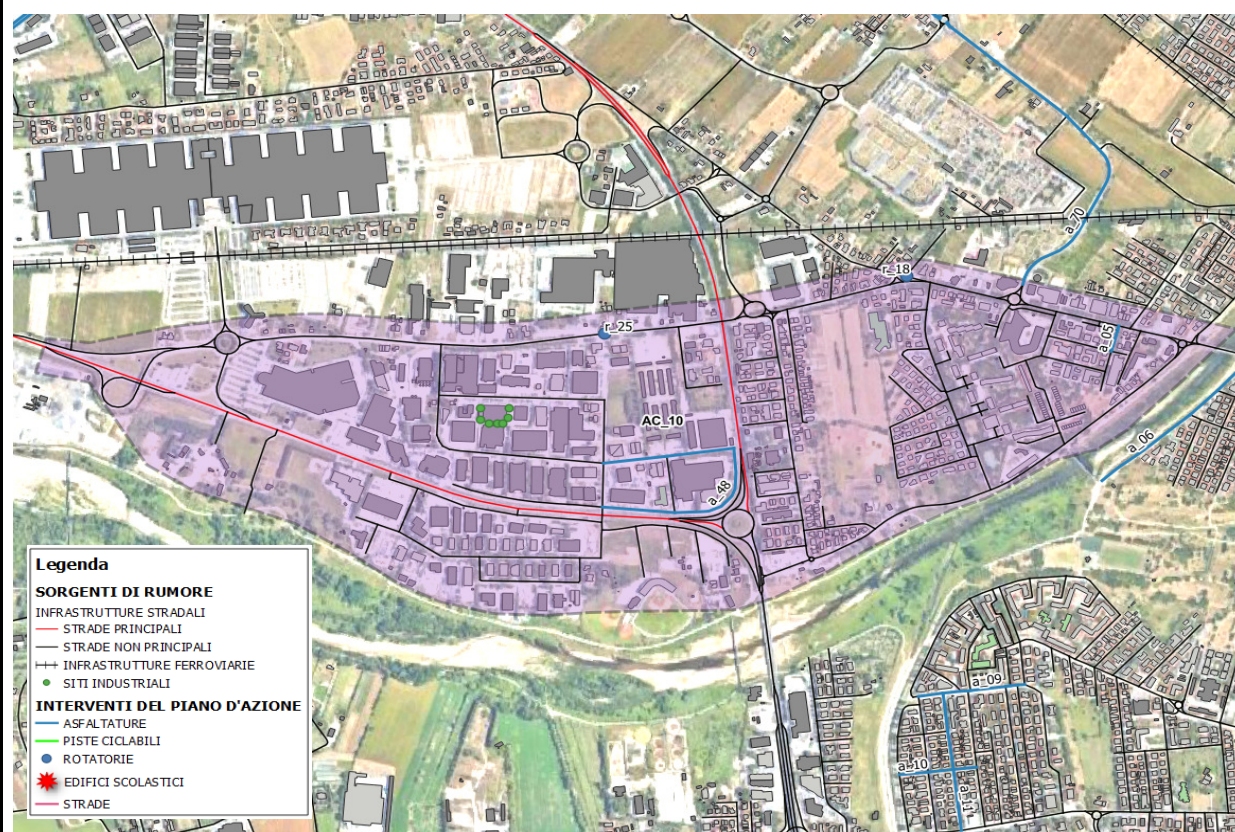 a_70
r_18
r_25
a_05
AC_10
a_06
a_48
a_09
a_10
a_11
Legenda
SORGENTI DI RUMORE
INFRASTRUTTURE STRADALI
STRADE PRINCIPALI
STRADE NON PRINCIPALI
INFRASTRUTTURE FERROVIARIE
SITI INDUSTRIALI
INTERVENTI DEL PIANO D'AZIONE
ASFALTATURE
PISTE CICLABILI
ROTATORIE
EDIFICI SCOLASTICI
STRADE